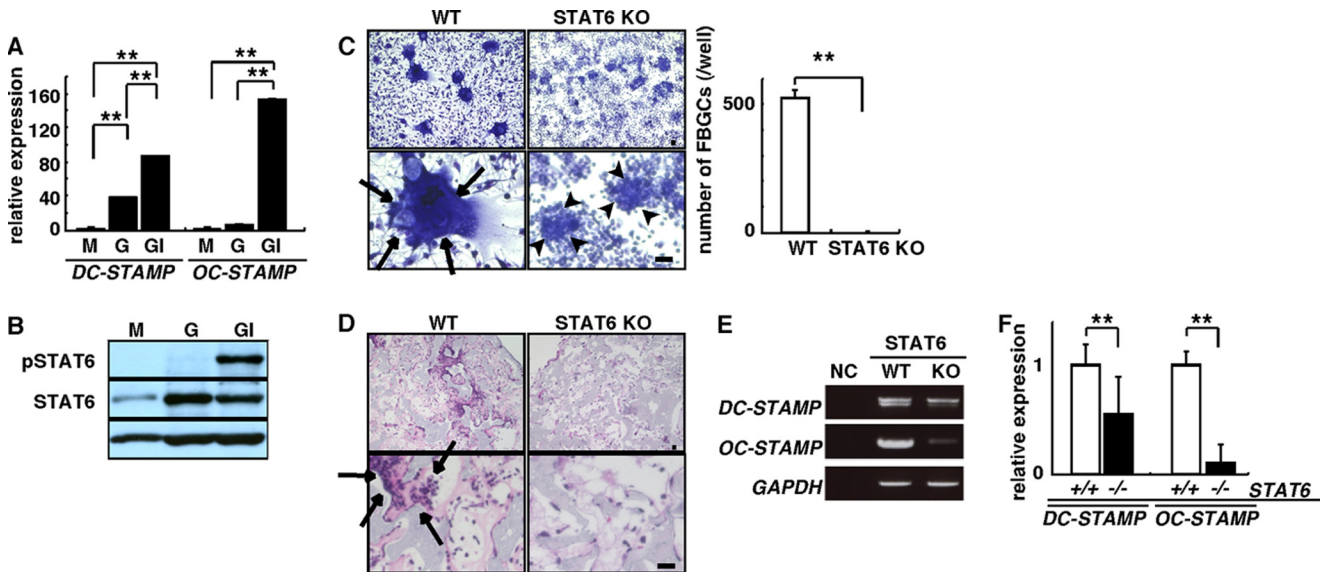 A
relative expression
160
120
80
40
0
** ** ** ** **
M G GI M G GI
DC-STAMP OC-STAMP
B
M G GI
pSTAT6
STAT6
C
WT STAT6 KO
number of FBGCs (/well)
500
0
**
WT STAT6 KO
D
WT STAT6 KO
E
STAT6
NC WT KO
DC-STAMP
OC-STAMP
GAPDH
F
relative expression
1
0
** **
+/+ -/- +/+ -/- STAT6
DC-STAMP OC-STAMP